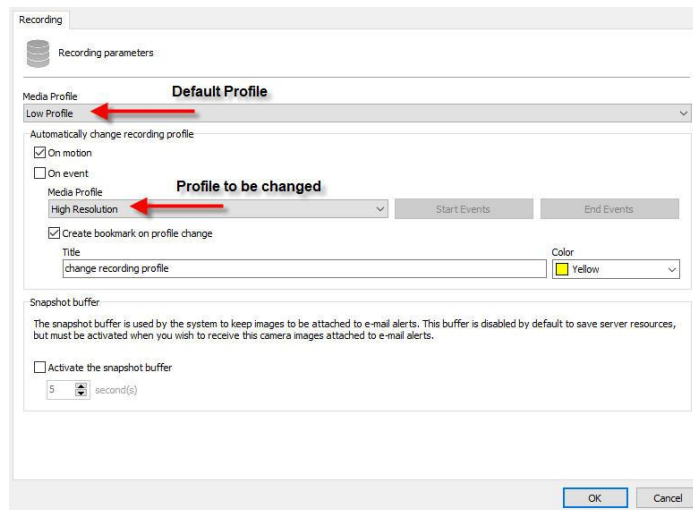 Recording
Recording parameters
Default Profile
Media Profile
Low Profile
Automatically change recording profile
On motion
On event
Profile to be changed
Media Profile
High Resolution
Start Events
End Events
Create bookmark on profile change
Title
Color
change recording profile
Yellow
Snapshot buffer
The snapshot buffer is used by the system to keep images to be attached to e-mail alerts. This buffer is disabled by default to save server resources,
but must be activated when you wish to receive this camera images attached to e-mail alerts.
Activate the snapshot buffer
5 second(s)
OK Cancel